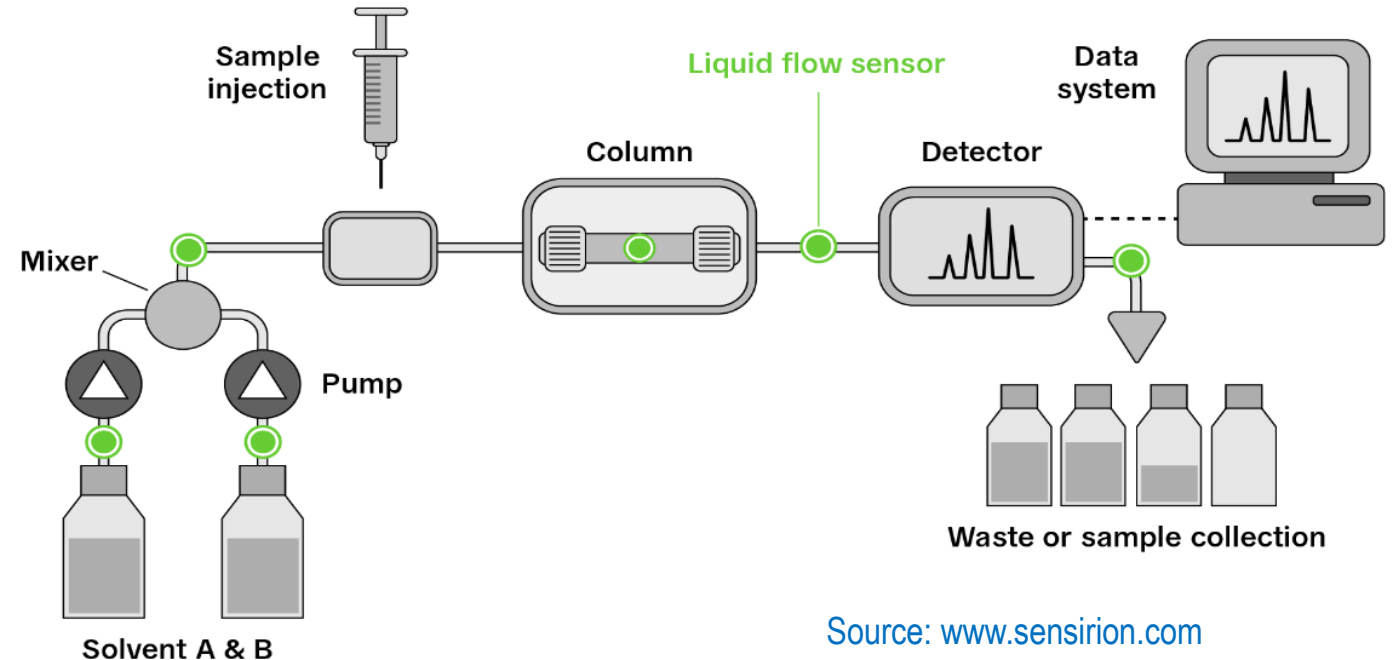 Sample
injection
Liquid flow sensor
Data
system
Column
Detector
Mixer
Pump
Waste or sample collection
Solvent A & B
Source: www.sensirion.com